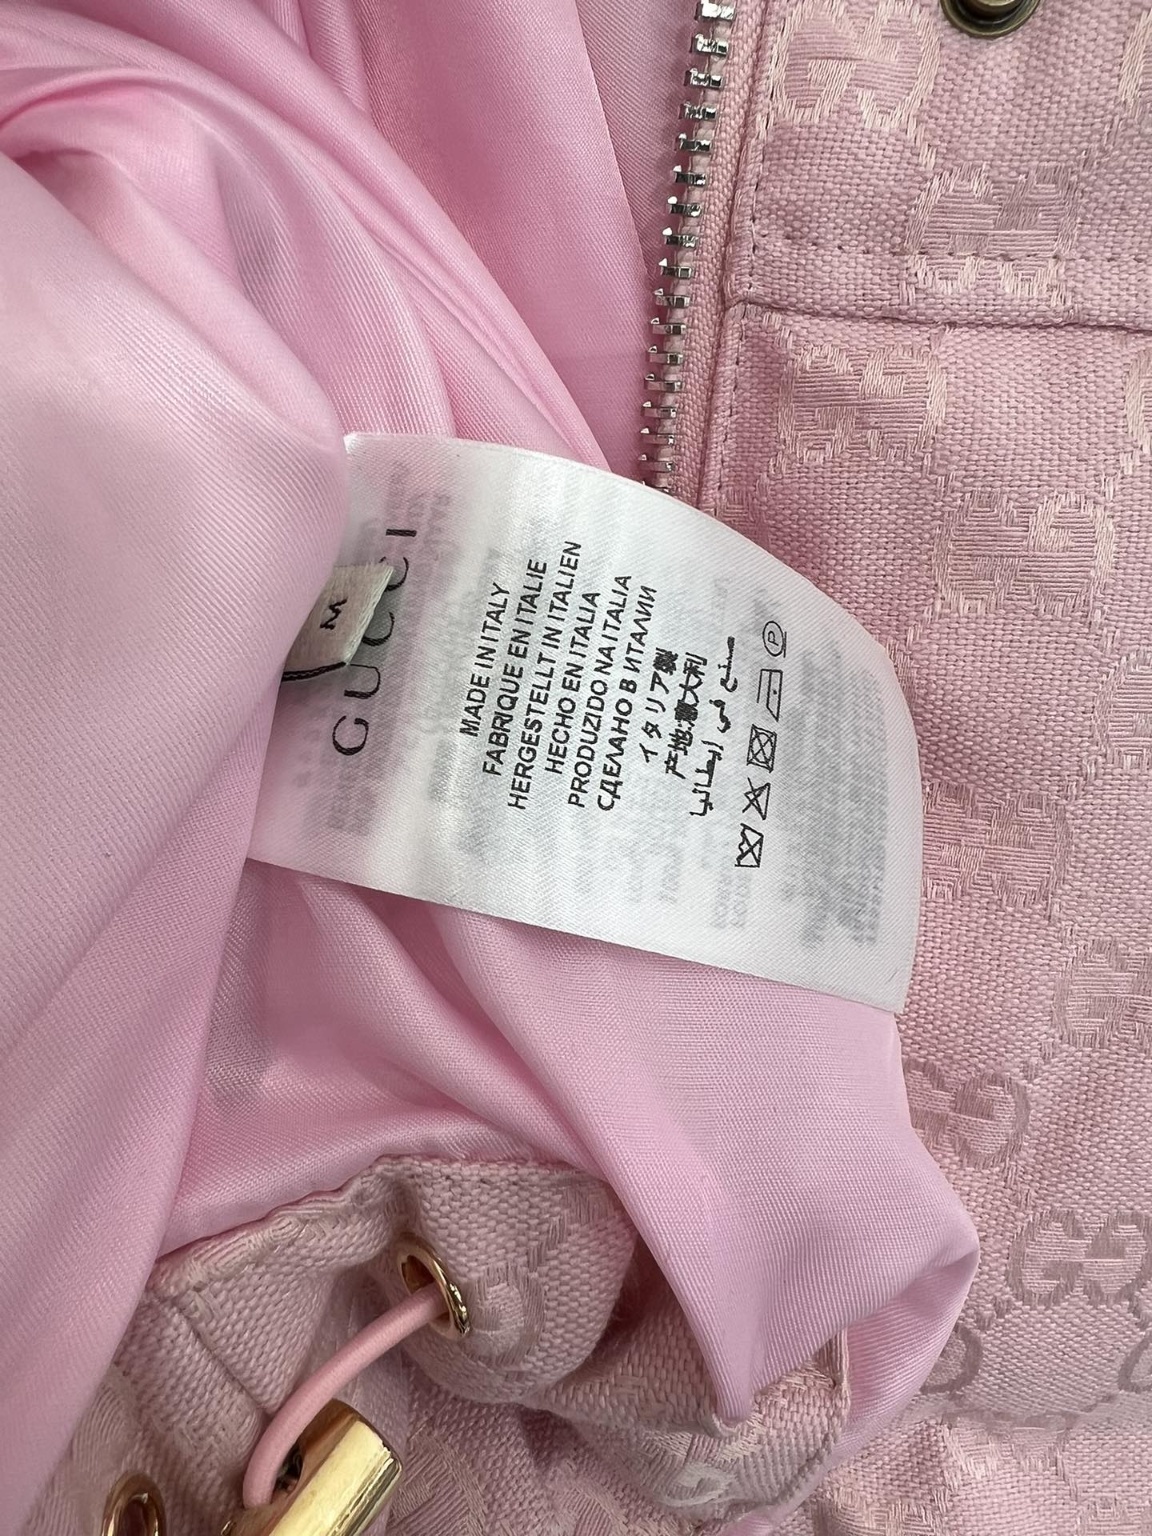 GUCCI
M
MADE IN ITALY
FABRIQUE EN ITALIE
HERGESTELLT IN ITALIEN
HECHO EN ITALIA
PRODUZIDO NA ITALIA
СДЕЛАНО В ИТАЛИИ
イタリア製
产地:意大利
صنع في إيطاليا
P